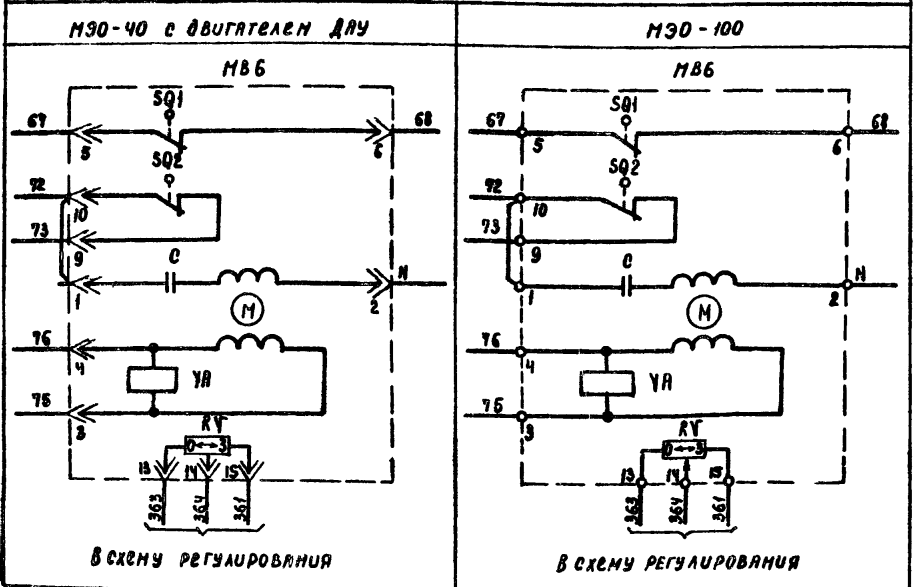 МЭО-40 с двигателем ДАУ
МВ6
SQ1
67
5
6
68
SQ2
72
10
73
9
C
N
1
2
M
76
4
YA
75
3
RV
0↔3
13
14
15
363
364
361
В схему регулирования
МЭО-100
МВ6
SQ1
67
5
6
68
SQ2
72
10
73
9
C
N
1
2
M
76
4
YA
75
3
RV
0↔3
13
14
15
363
364
361
В схему регулирования